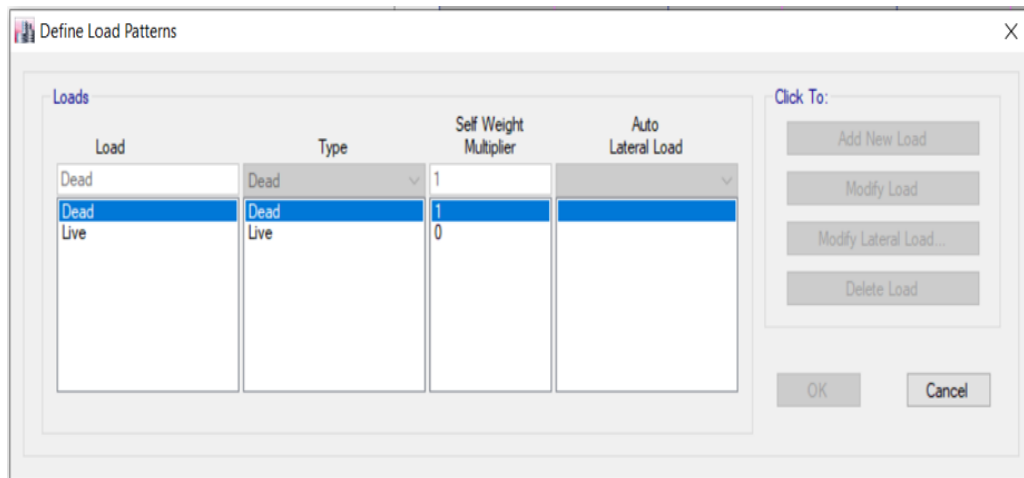 Define Load Patterns
Loads
Click To:
Load
Type
Self Weight
Multiplier
Auto
Lateral Load
Dead
Dead
1
Dead
Dead
1
Live
Live
0
Add New Load
Modify Load
Modify Lateral Load...
Delete Load
OK
Cancel